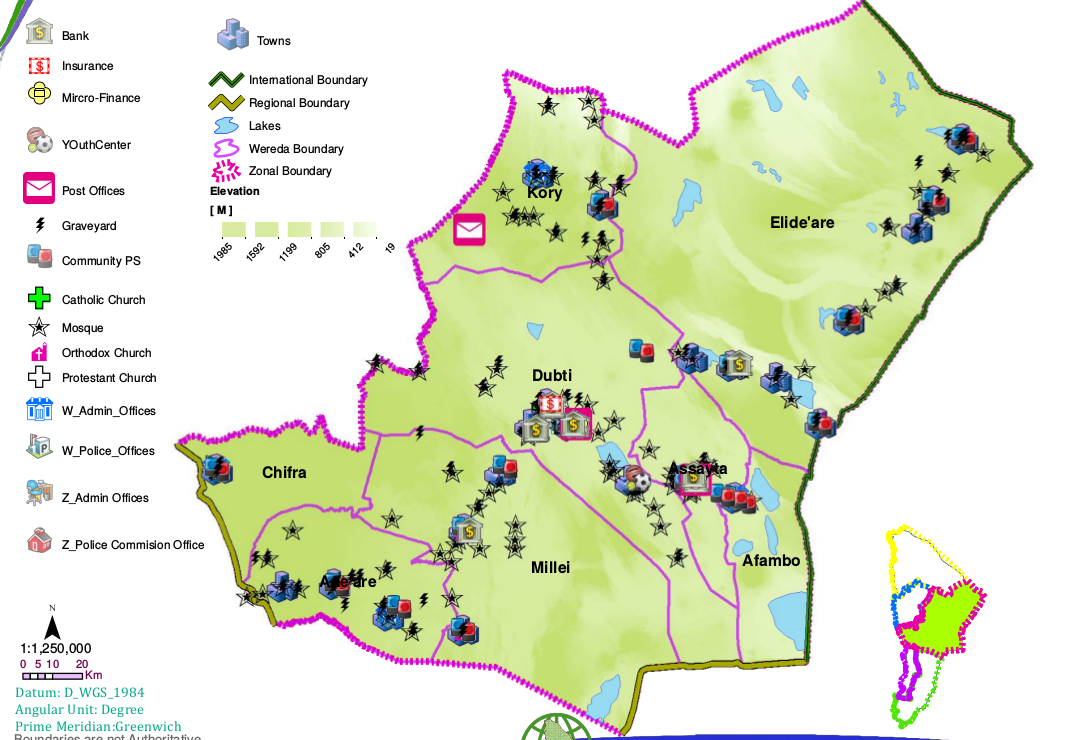 Bank
Insurance
Mircro-Finance
YOuthCenter
Post Offices
Graveyard
Community PS
Catholic Church
Mosque
Orthodox Church
Protestant Church
W_Admin_Offices
W_Police_Offices
Z_Admin Offices
Z_Police Commision Office
Towns
International Boundary
Regional Boundary
Lakes
Wereda Boundary
Zonal Boundary
Elevation
[ M ]
1985 1592 1199 805 412 19
Kory
Elide'are
Dubti
Chifra
Assayta
Millei
Afambo
N
1:1,250,000
0 5 10 20
Km
Datum: D_WGS_1984
Angular Unit: Degree
Prime Meridian:Greenwich
Boundaries are not Authoritative